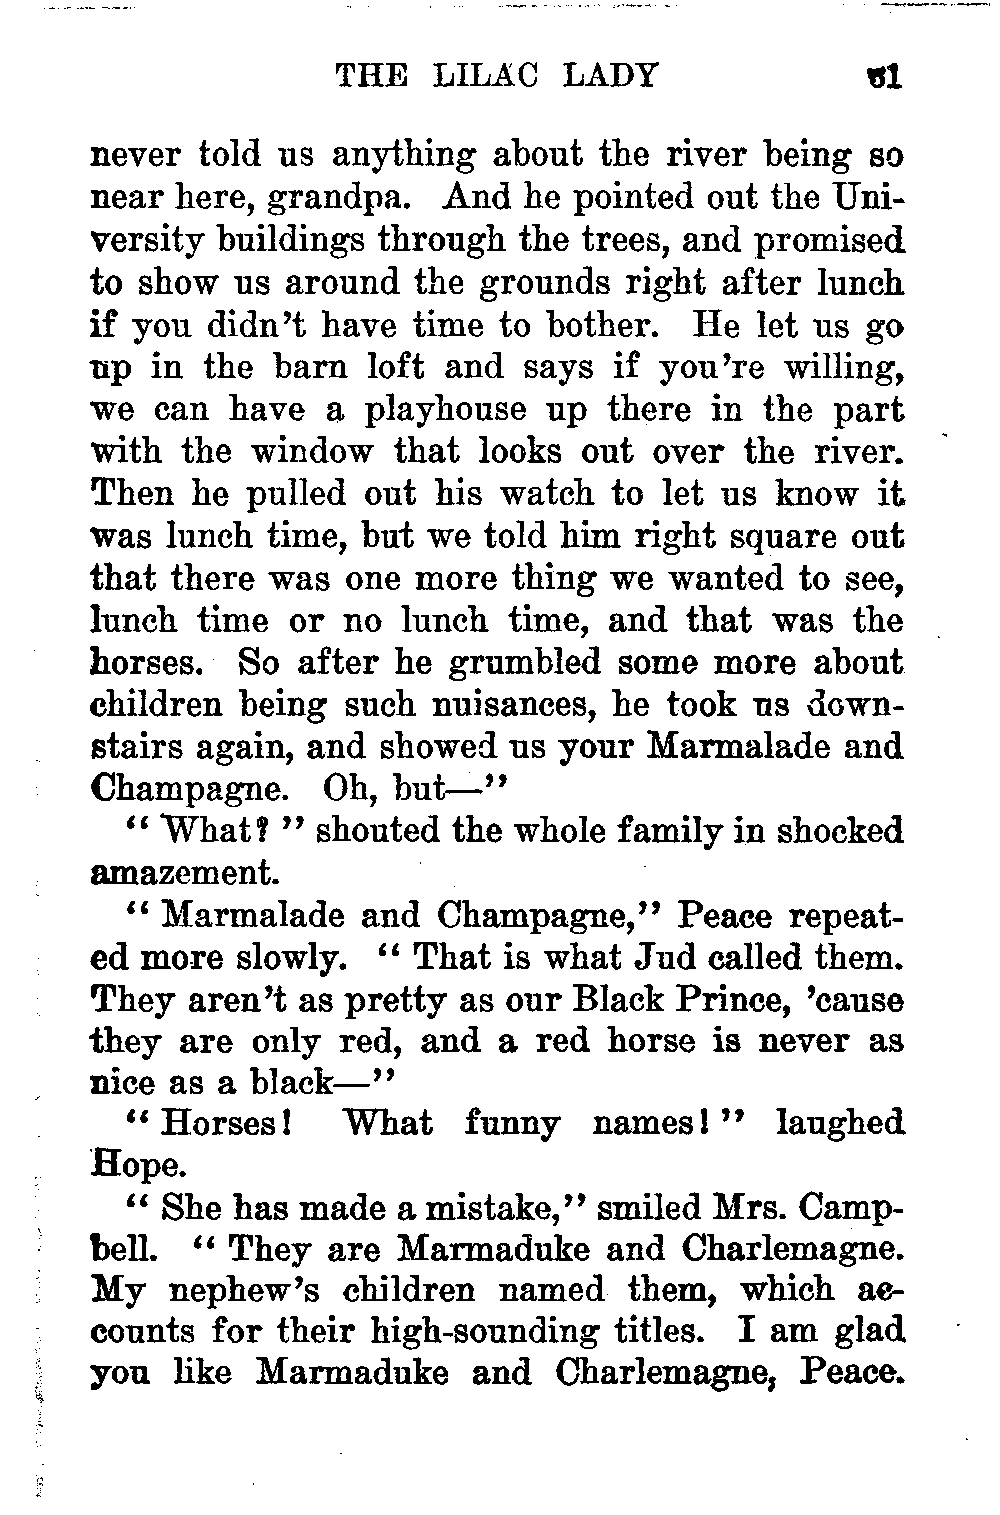 THE LILAC LADY 51
never told us anything about the river being so
near here, grandpa. And he pointed out the Uni-
versity buildings through the trees, and promised
to show us around the grounds right after lunch
if you didn't have time to bother. He let us go
up in the barn loft and says if you're willing,
we can have a playhouse up there in the part
with the window that looks out over the river.
Then he pulled out his watch to let us know it
was lunch time, but we told him right square out
that there was one more thing we wanted to see,
lunch time or no lunch time, and that was the
horses. So after he grumbled some more about
children being such nuisances, he took us down-
stairs again, and showed us your Marmalade and
Champagne. Oh, but—"
"What?" shouted the whole family in shocked
amazement.
"Marmalade and Champagne," Peace repeat-
ed more slowly. "That is what Jud called them.
They aren't as pretty as our Black Prince, 'cause
they are only red, and a red horse is never as
nice as a black—"
"Horses! What funny names!" laughed
Hope.
"She has made a mistake," smiled Mrs. Camp-
bell. "They are Marmaduke and Charlemagne.
My nephew's children named them, which ac-
counts for their high-sounding titles. I am glad
you like Marmaduke and Charlemagne, Peace.